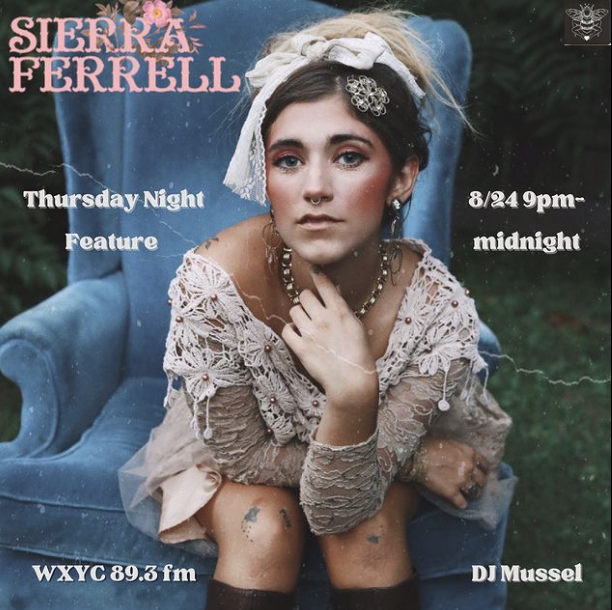 SIERRA
FERRELL
Thursday Night
Feature
8/24 9pm-
midnight
WXYC 89.3 fm
DJ Mussel